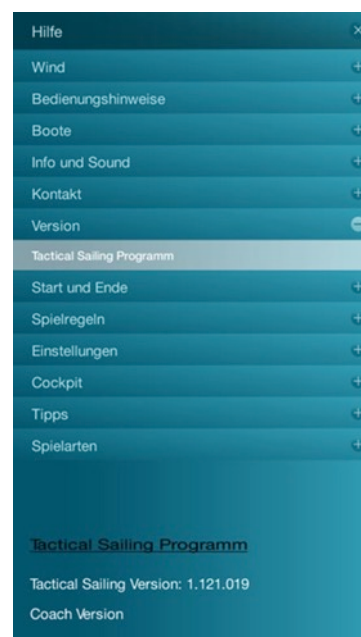 Hilfe
Wind
Bedienungshinweise
Boote
Info und Sound
Kontakt
Version
Tactical Sailing Programm
Start und Ende
Spielregeln
Einstellungen
Cockpit
Tipps
Spielarten
Tactical Sailing Programm
Tactical Sailing Version: 1.121.019
Coach Version